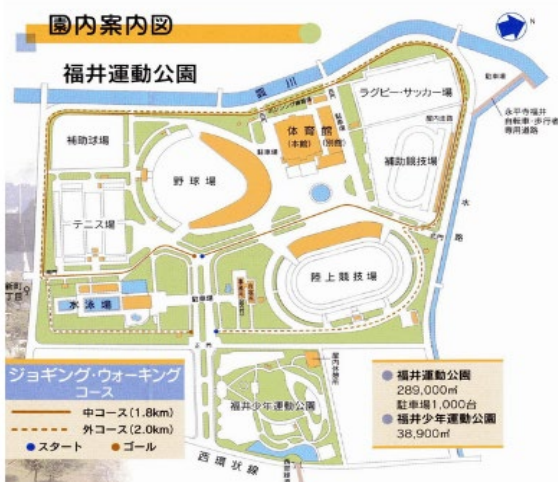 園内案内図
N
福井運動公園
駐車場
ラグビー・サッカー場
永平寺福井
自転車・歩行者
専用道路
補助球場
体育館
(本館)
(別館)
駐車場
野球場
補助競技場
水路
テニス場
陸上競技場
水泳場
駐車場
正門
ジョギング・ウォーキング
コース
中コース(1.8km)
外コース(2.0km)
スタート
ゴール
福井少年運動公園
西環状線
福井運動公園
289,000㎡
駐車場1,000台
福井少年運動公園
38,900㎡